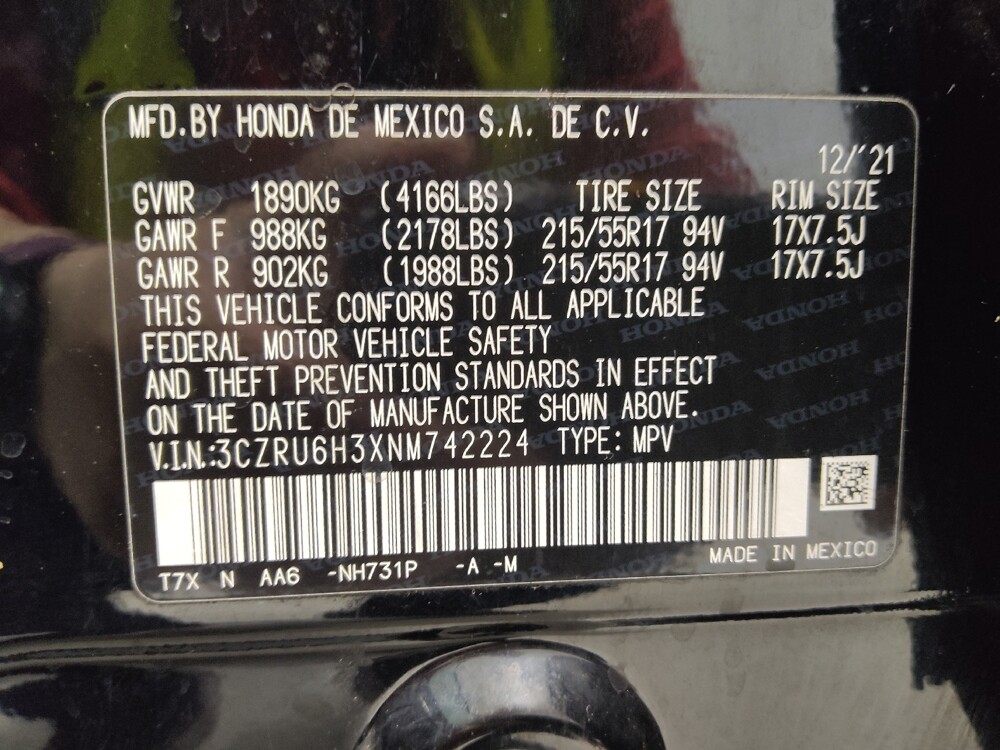 MFD.BY HONDA DE MEXICO S.A. DE C.V.
12/'21
GVWR 1890KG (4166LBS) TIRE SIZE RIM SIZE
GAWR F 988KG (2178LBS) 215/55R17 94V 17X7.5J
GAWR R 902KG (1988LBS) 215/55R17 94V 17X7.5J
THIS VEHICLE CONFORMS TO ALL APPLICABLE
FEDERAL MOTOR VEHICLE SAFETY
AND THEFT PREVENTION STANDARDS IN EFFECT
ON THE DATE OF MANUFACTURE SHOWN ABOVE.
V.I.N.:3CZRU6H3XNM742224 TYPE: MPV
MADE IN MEXICO
T7X N AA6 -NH731P -A -M